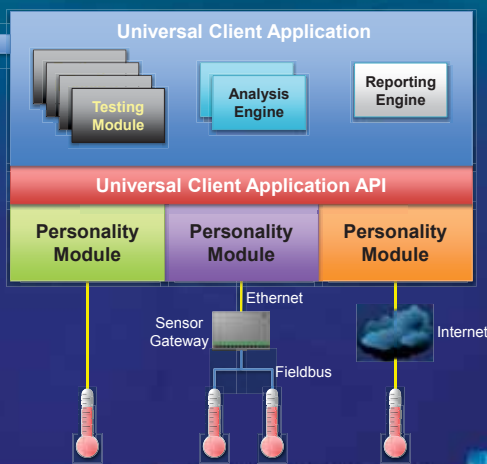 Universal Client Application
Testing
Module
Analysis
Engine
Reporting
Engine
Universal Client Application API
Personality
Module
Personality
Module
Personality
Module
Ethernet
Sensor
Gateway
Internet
Fieldbus